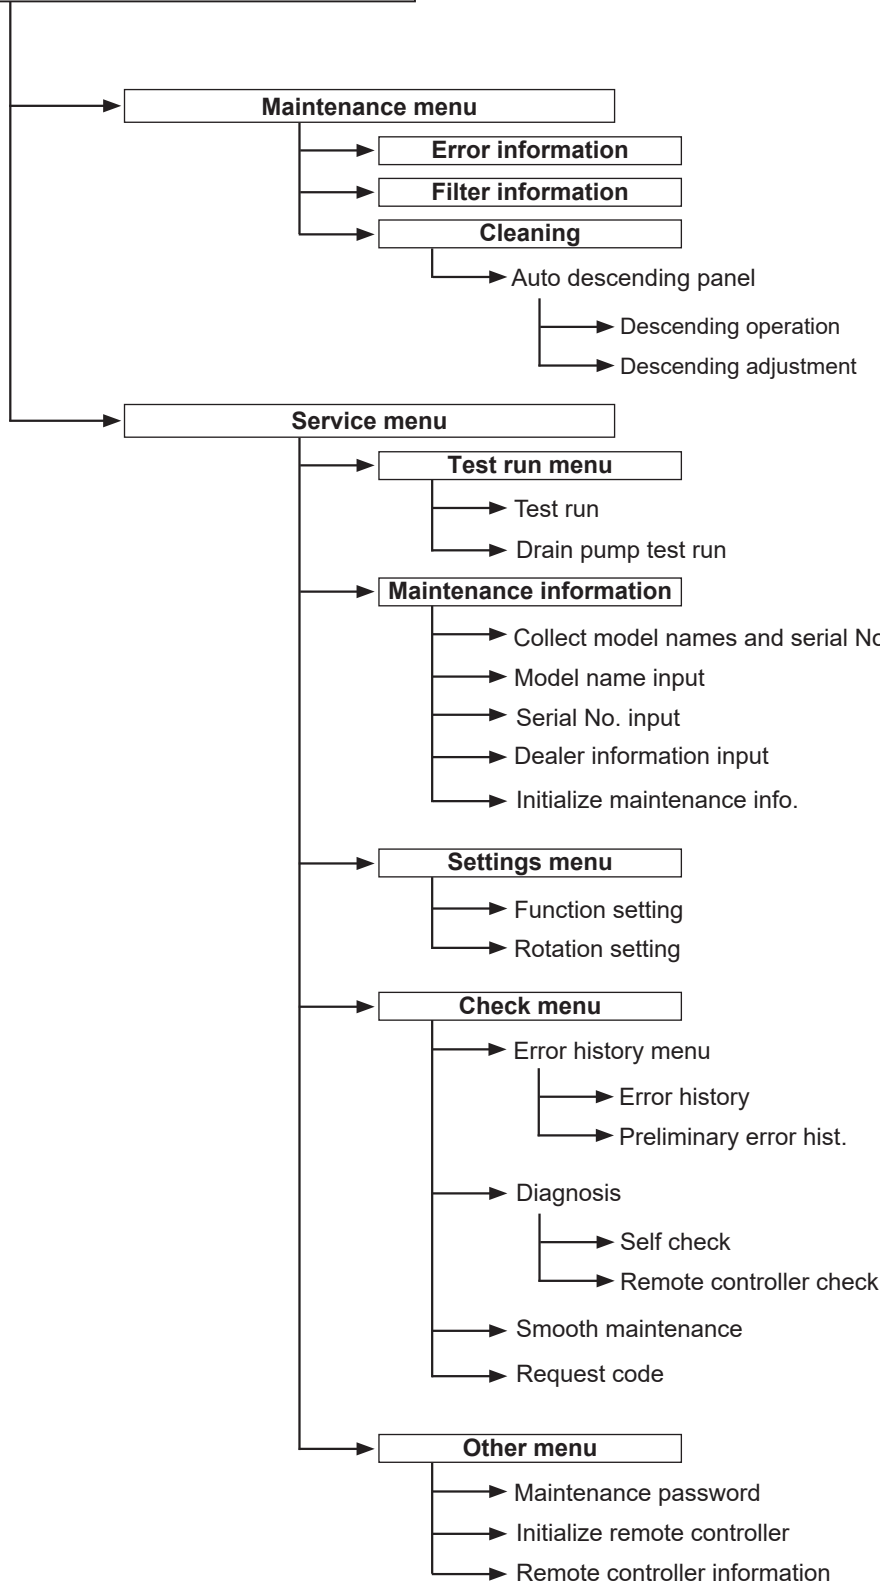 Maintenance menu
Error information
Filter information
Cleaning
Auto descending panel
Descending operation
Descending adjustment
Service menu
Test run menu
Test run
Drain pump test run
Maintenance information
Collect model names and serial No
Model name input
Serial No. input
Dealer information input
Initialize maintenance info.
Settings menu
Function setting
Rotation setting
Check menu
Error history menu
Error history
Preliminary error hist.
Diagnosis
Self check
Remote controller check
Smooth maintenance
Request code
Other menu
Maintenance password
Initialize remote controller
Remote controller information